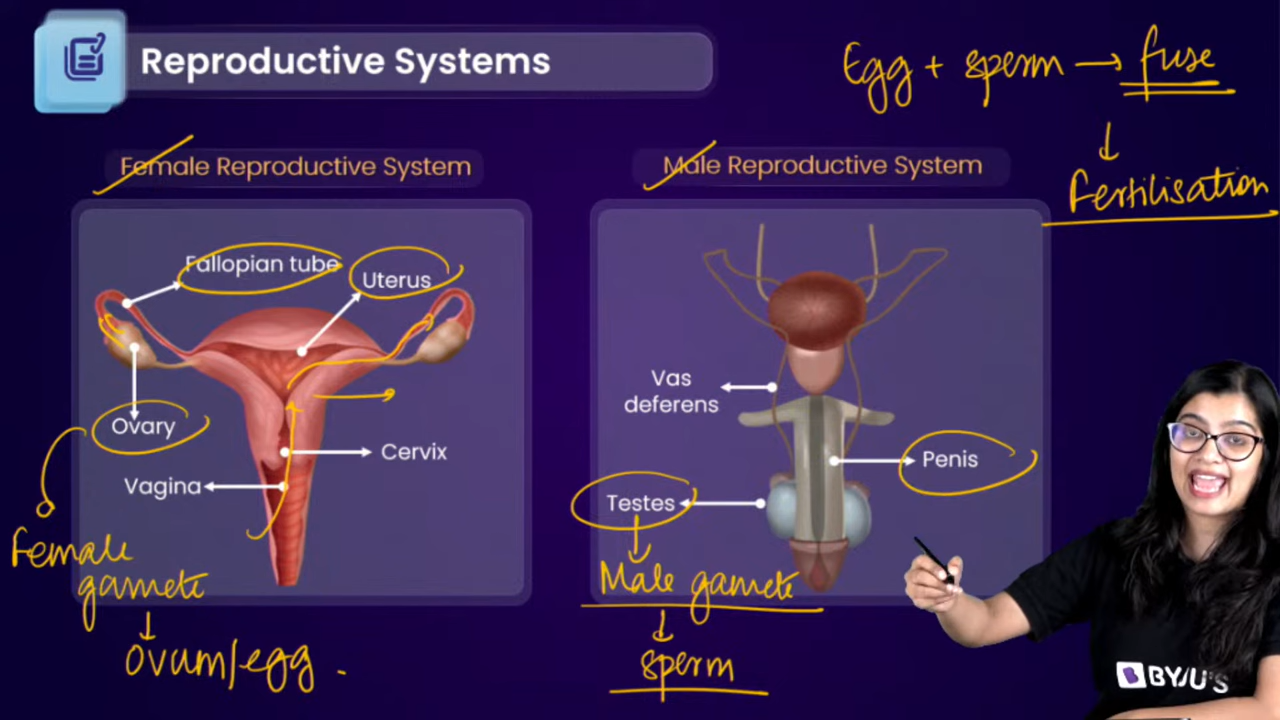 Reproductive Systems
Egg + sperm → fuse
↓
Fertilisation
Female Reproductive System
Male Reproductive System
Fallopian tube
Uterus
Ovary
Cervix
Vagina
Female
gamete
↓
Ovum/egg.
Vas
deferens
Penis
Testes
↓
Male gamete
↓
sperm
BYJU'S